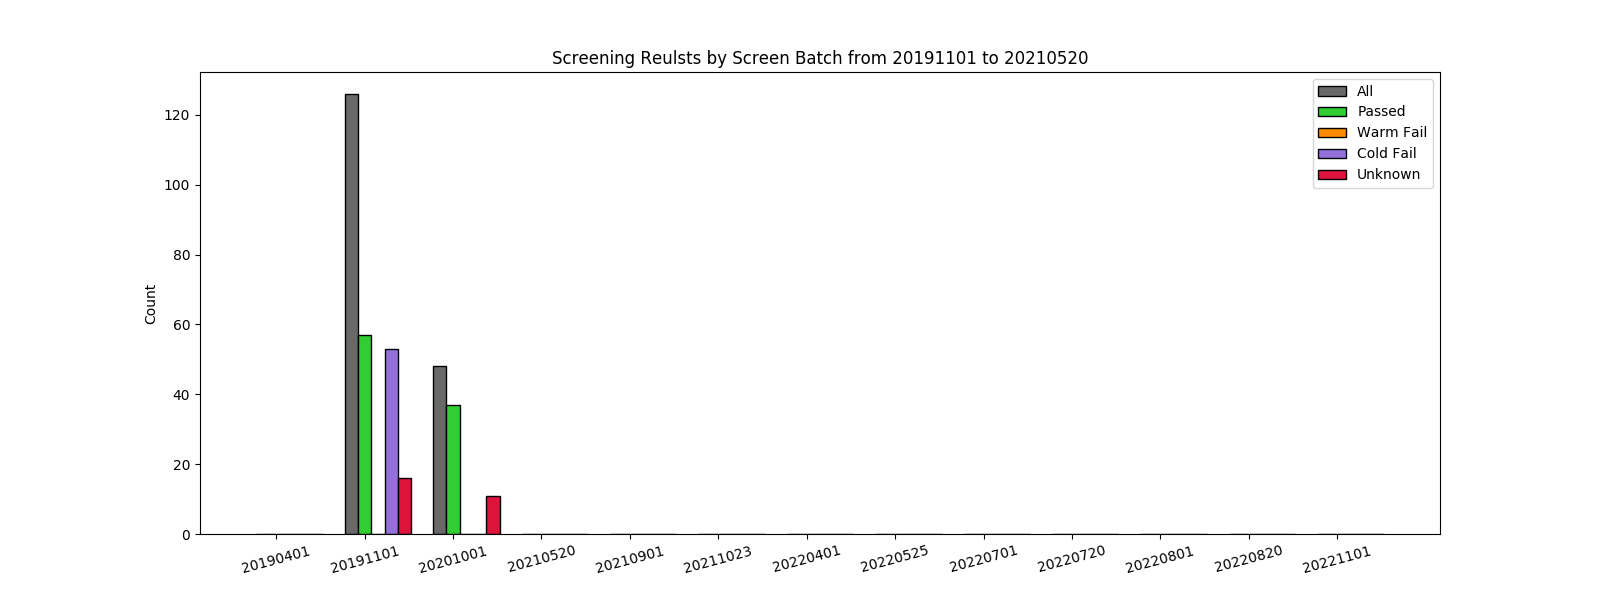 Screening Reulsts by Screen Batch from 20191101 to 20210520
All
Passed
Warm Fail
Cold Fail
Unknown
Count
120
100
80
60
40
20
0
20190401
20191101
20201001
20210520
20210901
20211023
20220401
20220525
20220701
20220720
20220801
20220820
20221101